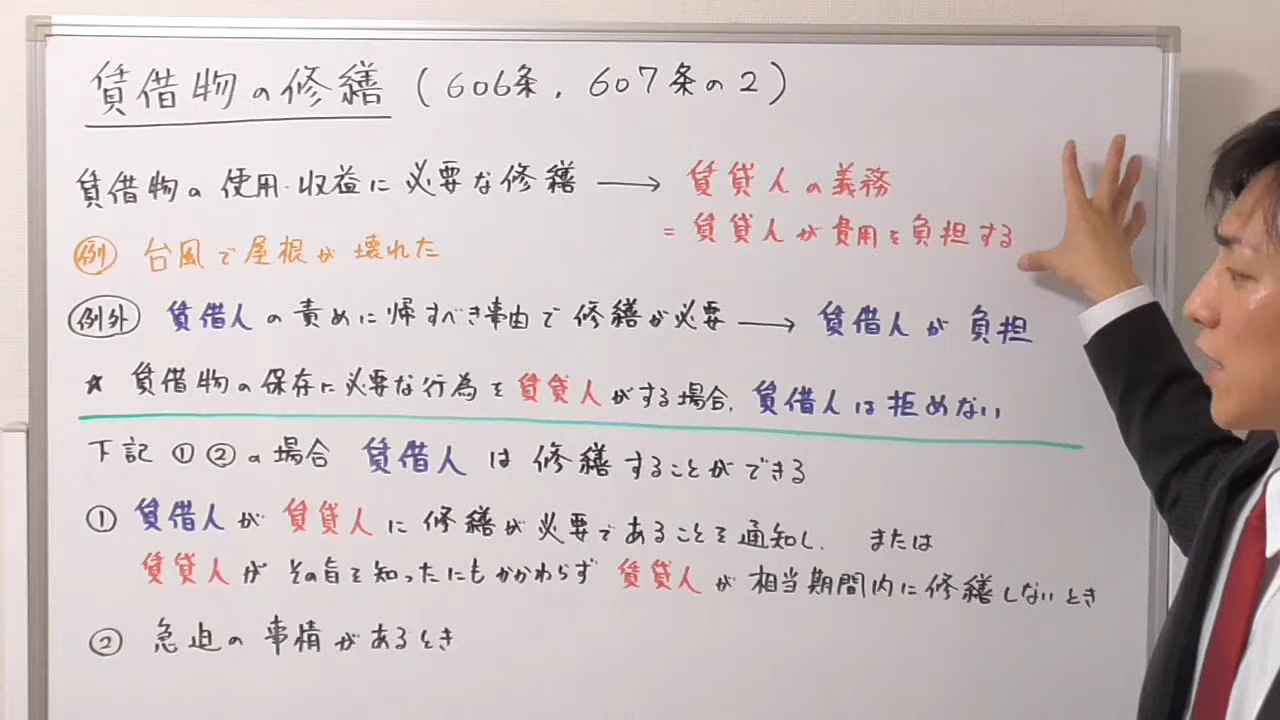 賃借物の修繕(606条,607条の2)
賃借物の使用・収益に必要な修繕 → 賃貸人の義務
= 賃貸人が費用を負担する
例 台風で屋根が壊れた
例外 賃借人の責めに帰すべき事由で修繕が必要 → 賃借人が負担
☆ 賃借物の保存に必要な行為を賃貸人がする場合,賃借人は拒めない
下記①②の場合 賃借人は修繕することができる
① 賃借人が賃貸人に修繕が必要であることを通知し, または
賃貸人がその旨を知ったにもかかわらず 賃貸人が相当期間内に修繕しないとき
② 急迫の事情があるとき